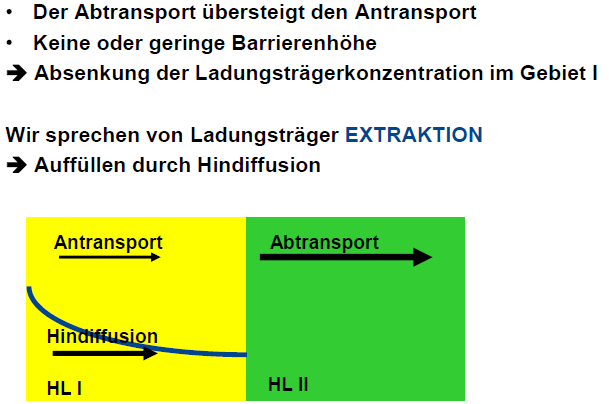 • Der Abtransport übersteigt den Antransport
• Keine oder geringe Barrierenhöhe
➔ Absenkung der Ladungsträgerkonzentration im Gebiet I
Wir sprechen von Ladungsträger EXTRAKTION
➔ Auffüllen durch Hindiffusion
Antransport
Abtransport
Hindiffusion
HL I
HL II